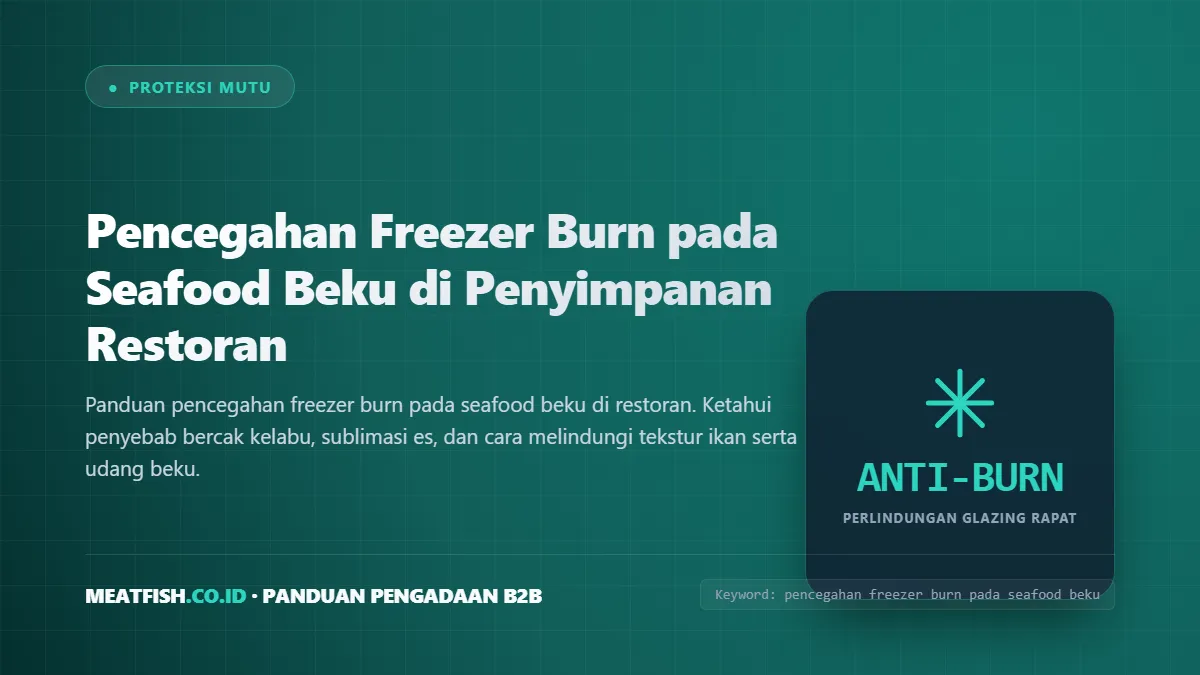 PROTEKSI MUTU
Pencegahan Freezer Burn pada
Seafood Beku di Penyimpanan
Restoran
Panduan pencegahan freezer burn pada seafood beku di restoran. Ketahui
penyebab bercak kelabu, sublimasi es, dan cara melindungi tekstur ikan serta
udang beku.
ANTI-BURN
PERLINDUNGAN GLAZING RAPAT
MEATFISH.CO.ID • PANDUAN PENGADAAN B2B
Keyword: pencegahan freezer burn pada seafood beku